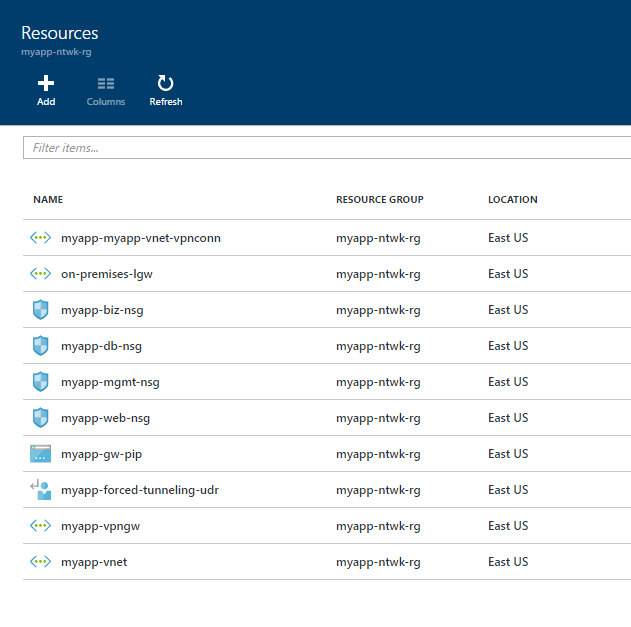 Resources
myapp-ntwk-rg
Add Columns Refresh
Filter items...
NAME RESOURCE GROUP LOCATION
myapp-myapp-vnet-vpnconn myapp-ntwk-rg East US
on-premises-lgw myapp-ntwk-rg East US
myapp-biz-nsg myapp-ntwk-rg East US
myapp-db-nsg myapp-ntwk-rg East US
myapp-mgmt-nsg myapp-ntwk-rg East US
myapp-web-nsg myapp-ntwk-rg East US
myapp-gw-pip myapp-ntwk-rg East US
myapp-forced-tunneling-udr myapp-ntwk-rg East US
myapp-vpngw myapp-ntwk-rg East US
myapp-vnet myapp-ntwk-rg East US